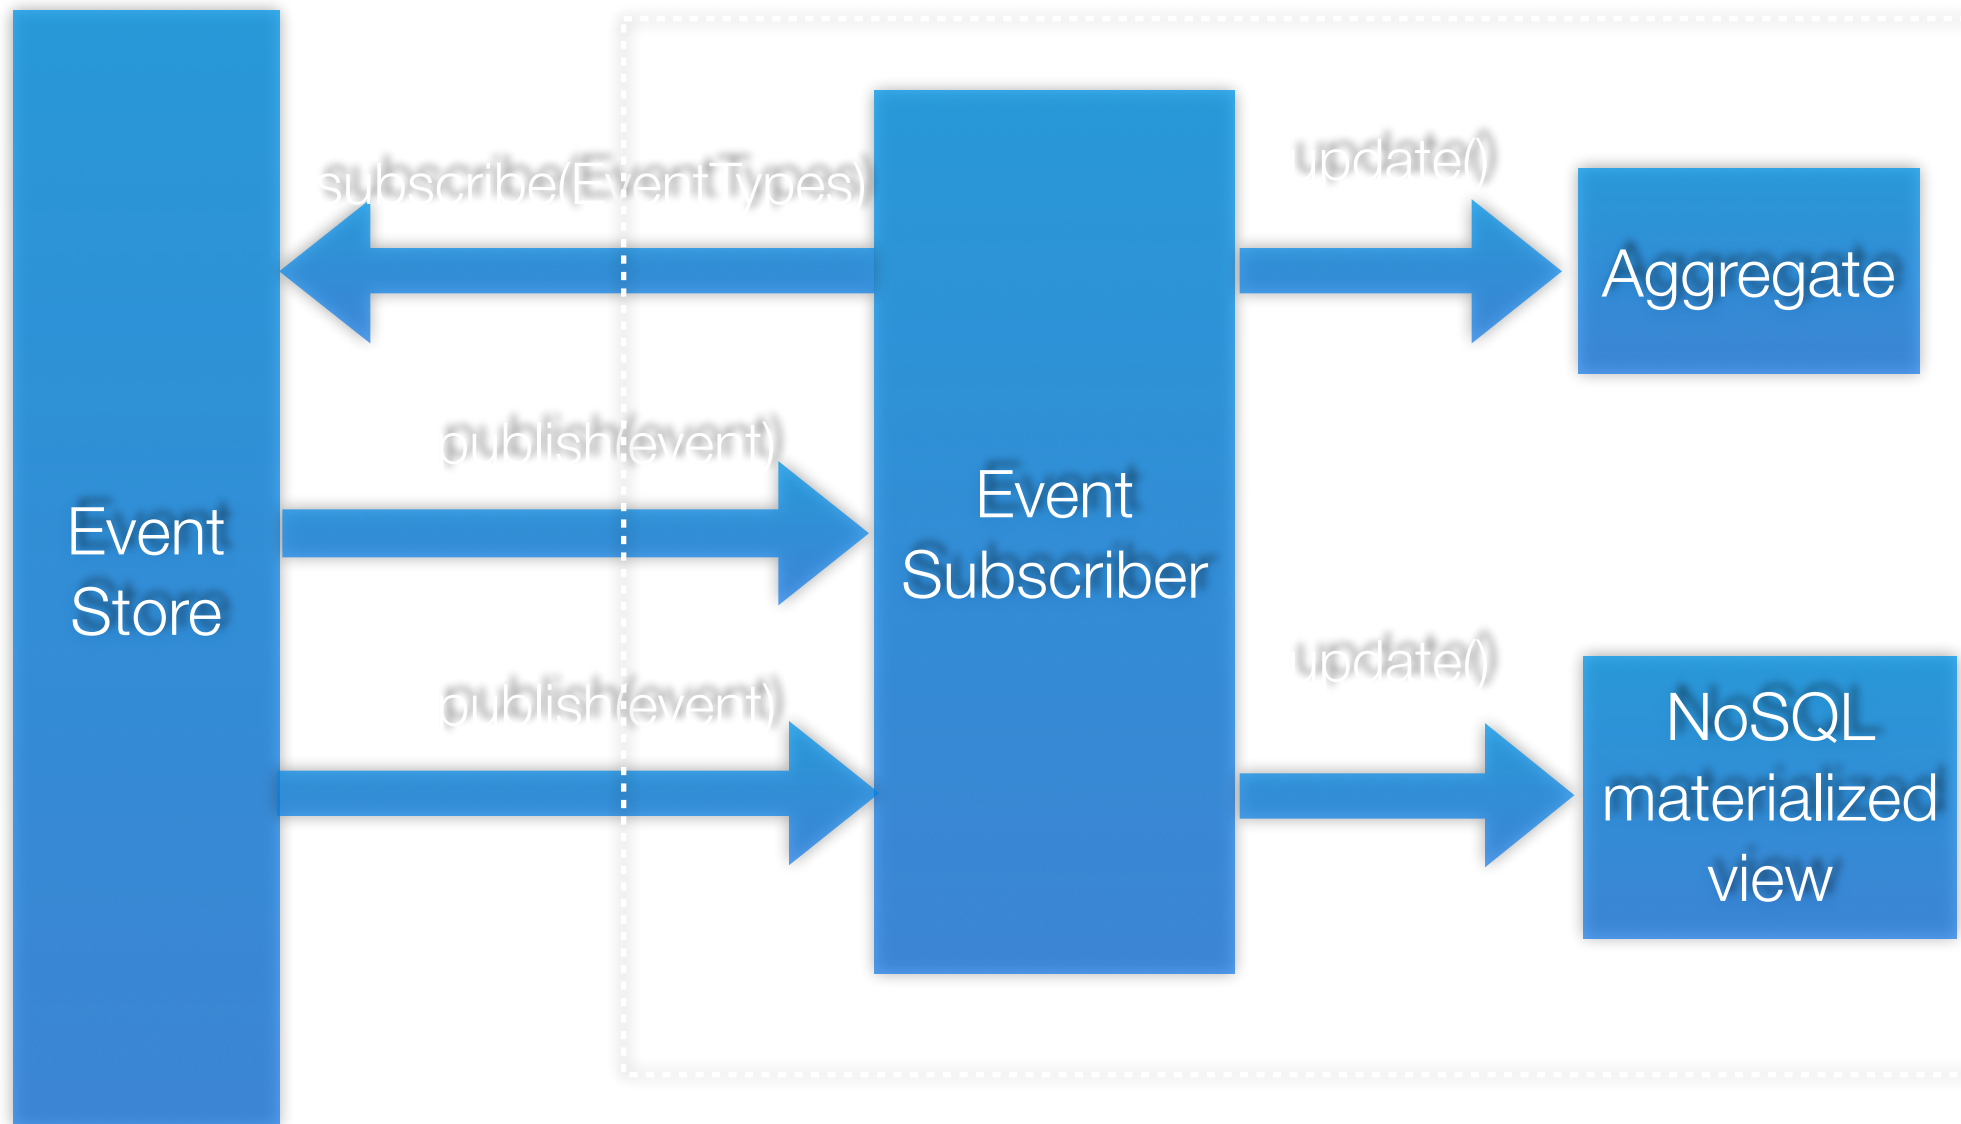 subscribe(EventTypes)
update()
Aggregate
publish(event)
Event
Subscriber
Event
Store
update()
publish(event)
NoSQL
materialized
view